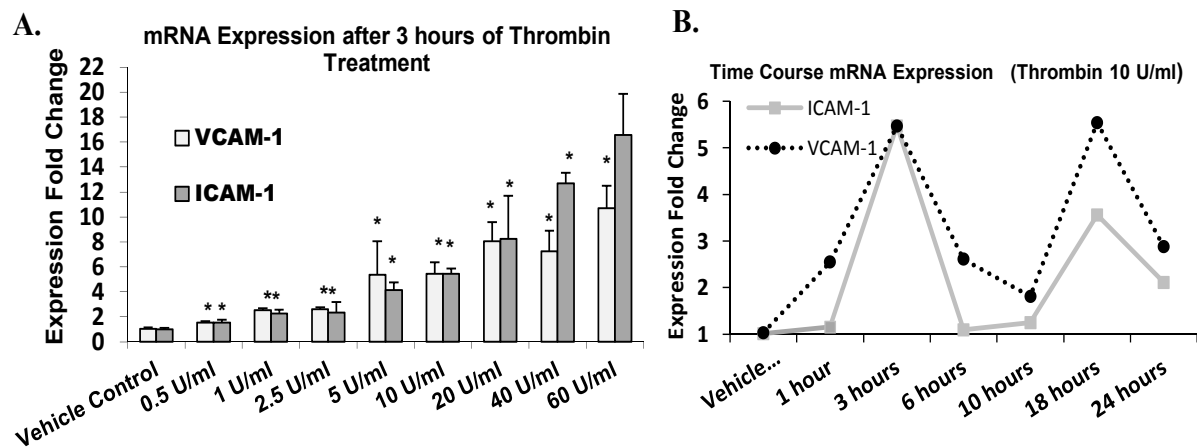 A.
mRNA Expression after 3 hours of Thrombin
Treatment
Expression Fold Change
22
20
18
16
14
12
10
8
6
4
2
0
VCAM-1
ICAM-1
* *
**
**
*
*
* *
*
*
*
*
*
Vehicle Control
0.5 U/ml
1 U/ml
2.5 U/ml
5 U/ml
10 U/ml
20 U/ml
40 U/ml
60 U/ml
B.
Time Course mRNA Expression (Thrombin 10 U/ml)
Expression Fold Change
6
5
4
3
2
1
ICAM-1
VCAM-1
Vehicle...
1 hour
3 hours
6 hours
10 hours
18 hours
24 hours